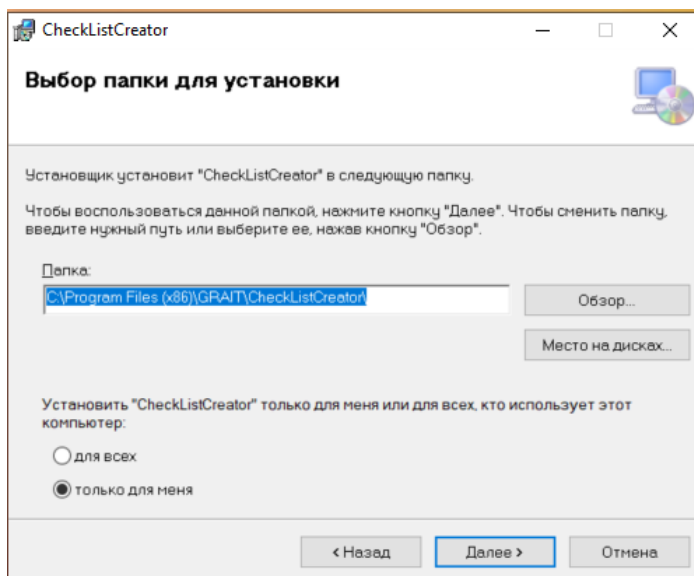 CheckListCreator
Выбор папки для установки
Установщик установит "CheckListCreator" в следующую папку.
Чтобы воспользоваться данной папкой, нажмите кнопку "Далее". Чтобы сменить папку,
введите нужный путь или выберите ее, нажав кнопку "Обзор".
Папка:
C:\Program Files (x86)\GRAIT\CheckListCreator\
Обзор...
Место на дисках...
Установить "CheckListCreator" только для меня или для всех, кто использует этот
компьютер:
для всех
только для меня
< Назад
Далее >
Отмена